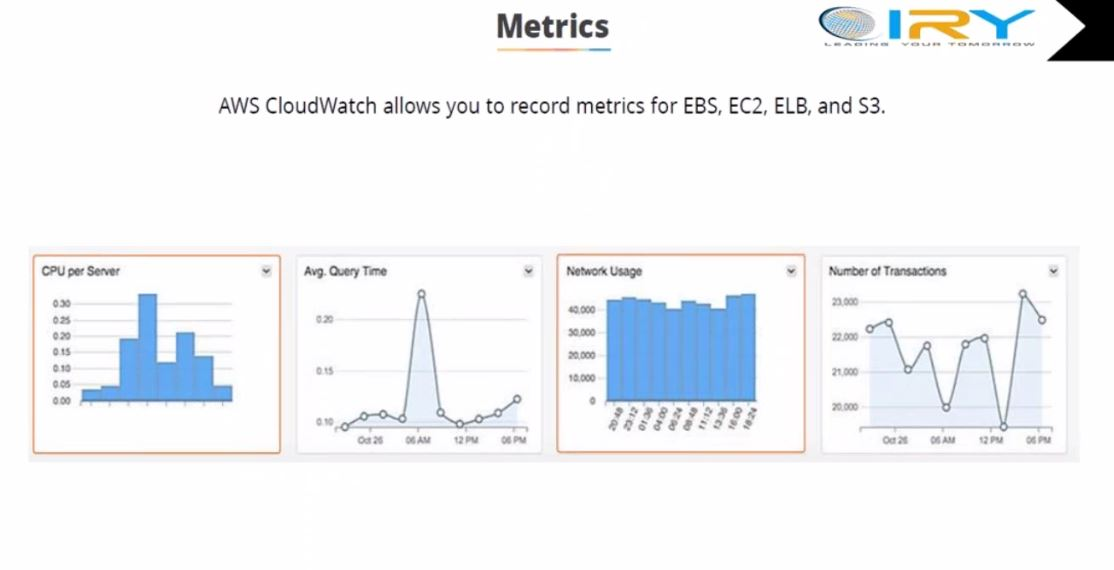 Metrics
IRY
LEADING YOUR TOMORROW
AWS CloudWatch allows you to record metrics for EBS, EC2, ELB, and S3.
CPU per Server
0.30
0.25
0.20
0.15
0.10
0.05
0.00
Avg. Query Time
0.20
0.15
0.10
Oct 26 06 AM 12 PM 06 PM
Network Usage
40,000
30,000
20,000
10,000
0
20:48 23:12 01:36 04:00 06:24 08:48 11:12 13:36 16:00 18:24
Number of Transactions
23,000
22,000
21,000
20,000
Oct 26 06 AM 12 PM 06 PM